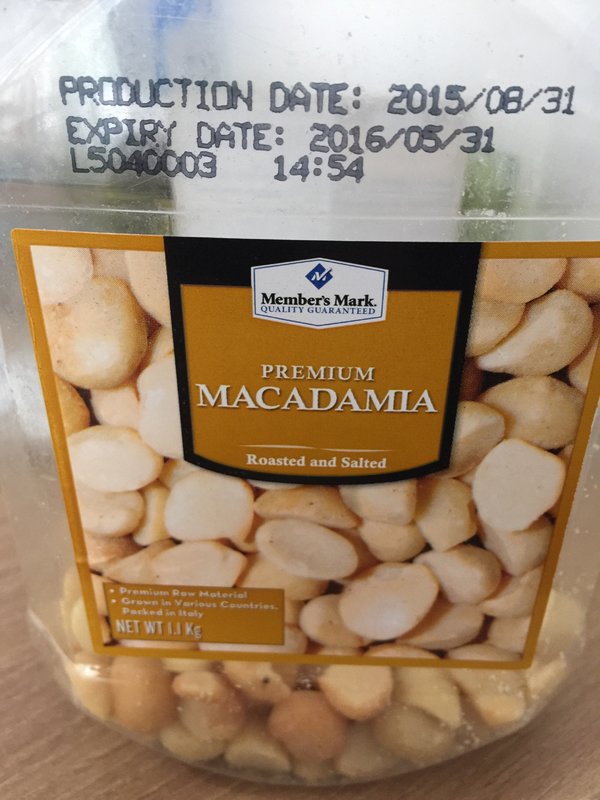 PRODUCTION DATE: 2015/08/31
EXPIRY DATE: 2016/05/31
L5040003 14:54
Member's Mark.
QUALITY GUARANTEED
PREMIUM
MACADAMIA
Roasted and Salted
• Premium Raw Material
• Grown in Various Countries.
Packed in Italy
NET WT 1.1 Kg